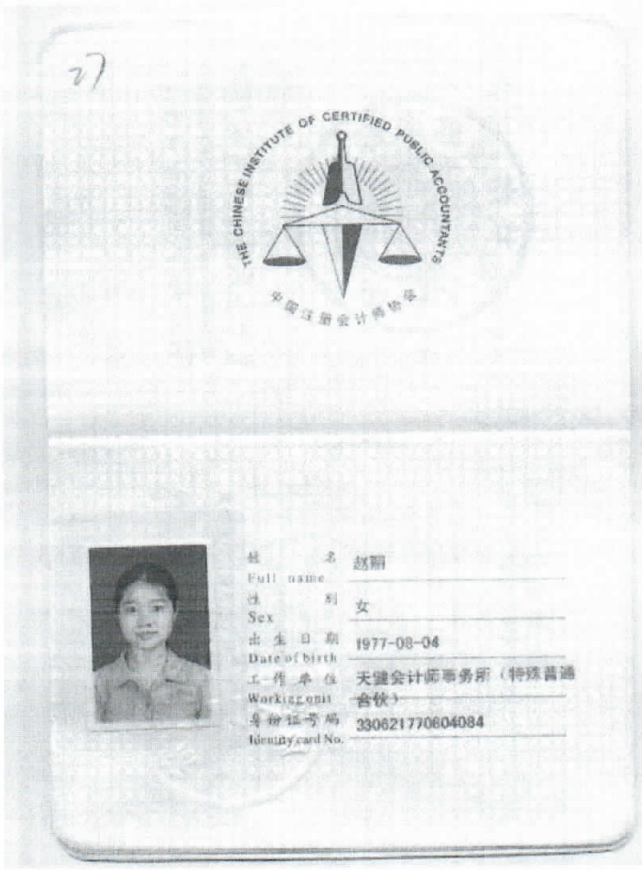 27
THE CHINESE INSTITUTE OF CERTIFIED PUBLIC ACCOUNTANTS
中国注册会计师协会
姓 名 赵丽
Full name
性 别 女
Sex
出生日期 1977-08-04
Date of birth
工作单位 天健会计师事务所（特殊普通
Working unit 合伙）
身份证号码 330621770804084
Identity card No.